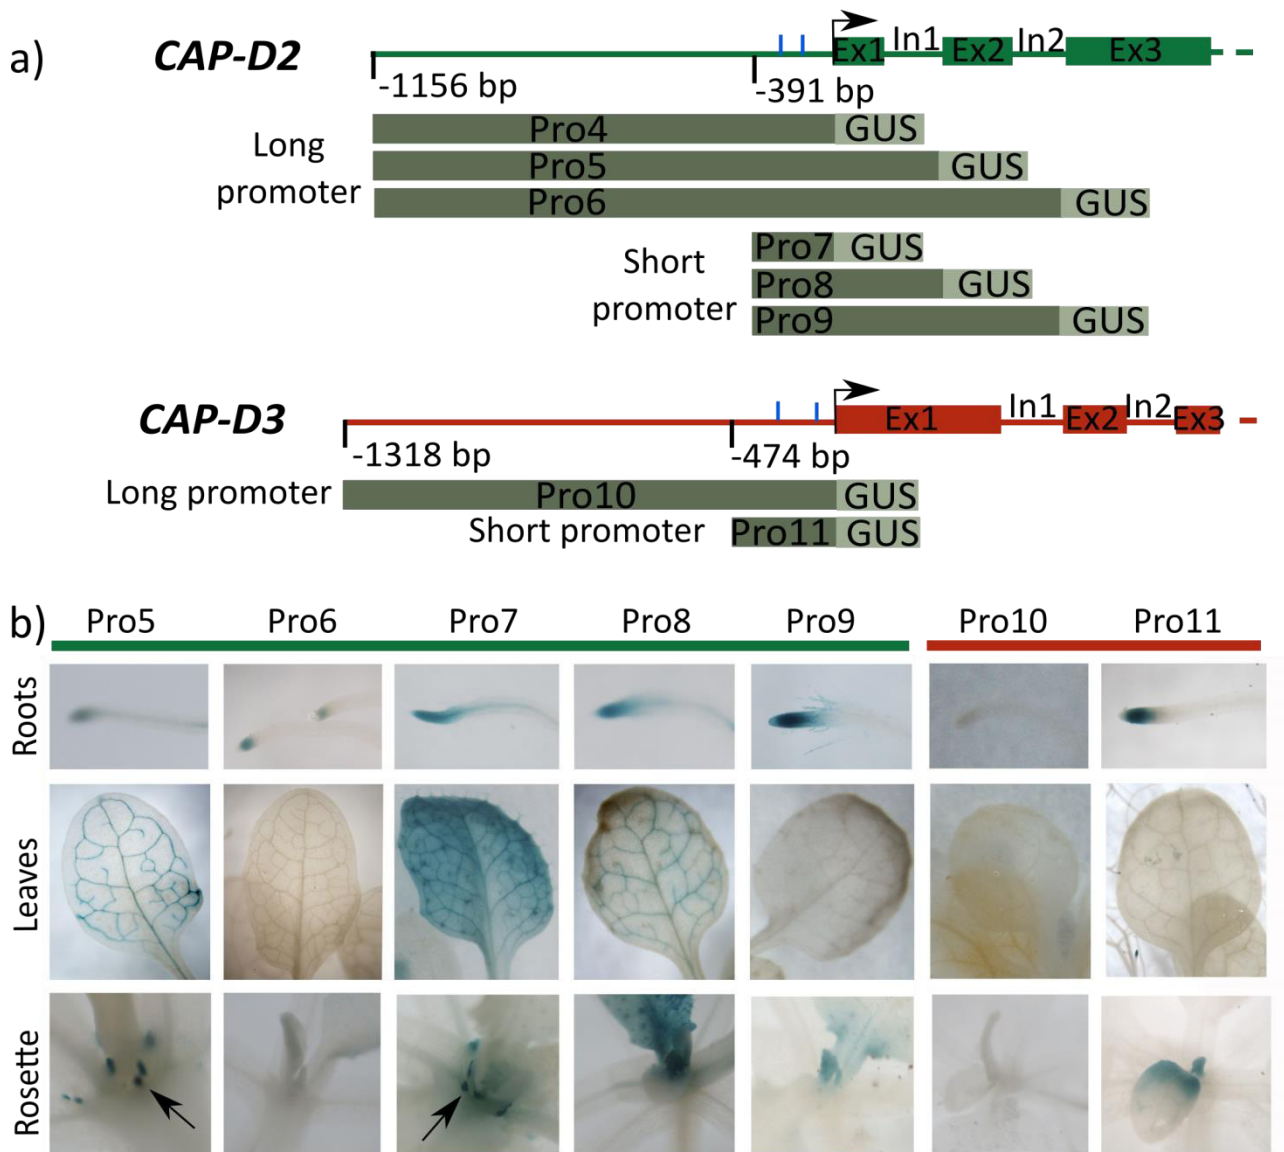 a)
CAP-D2
Ex1 In1 Ex2 In2 Ex3
-1156 bp
-391 bp
Long
promoter
Pro4 GUS
Pro5 GUS
Pro6 GUS
Short
promoter
Pro7 GUS
Pro8 GUS
Pro9 GUS
CAP-D3
Ex1 In1 Ex2 In2 Ex3
-1318 bp
-474 bp
Long promoter Pro10 GUS
Short promoter Pro11 GUS
b)
Pro5 Pro6 Pro7 Pro8 Pro9 Pro10 Pro11
Roots
Leaves
Rosette